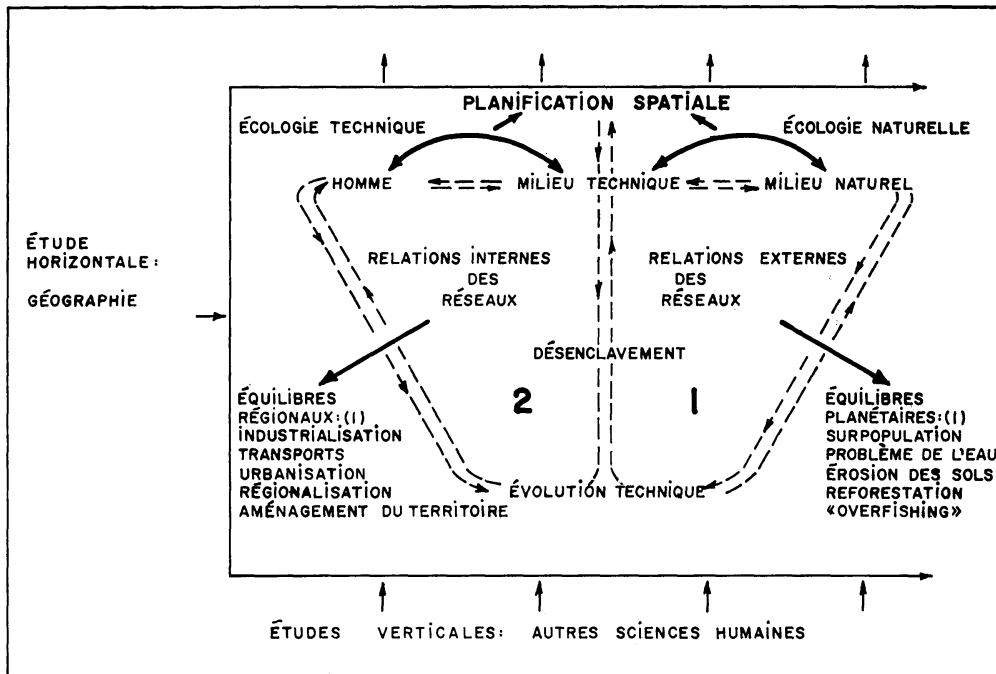 PLANIFICATION SPATIALE
ÉCOLOGIE TECHNIQUE
ÉCOLOGIE NATURELLE
HOMME
MILIEU TECHNIQUE
MILIEU NATUREL
ÉTUDE
HORIZONTALE:
GÉOGRAPHIE
RELATIONS INTERNES
DES
RÉSEAUX
RELATIONS EXTERNES
DES
RÉSEAUX
DÉSENCLAVEMENT
2
1
ÉQUILIBRES
RÉGIONAUX:(1)
INDUSTRIALISATION
TRANSPORTS
URBANISATION
RÉGIONALISATION
AMÉNAGEMENT DU TERRITOIRE
ÉQUILIBRES
PLANÉTAIRES:(1)
SURPOPULATION
PROBLÈME DE L'EAU
ÉROSION DES SOLS
REFORESTATION
«OVERFISHING»
ÉVOLUTION TECHNIQUE
ÉTUDES VERTICALES: AUTRES SCIENCES HUMAINES